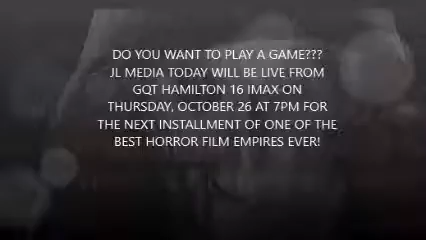 DO YOU WANT TO PLAY A GAME???
JL MEDIA TODAY WILL BE LIVE FROM
GQT HAMILTON 16 IMAX ON
THURSDAY, OCTOBER 26 AT 7PM FOR
THE NEXT INSTALLMENT OF ONE OF THE
BEST HORROR FILM EMPIRES EVER!